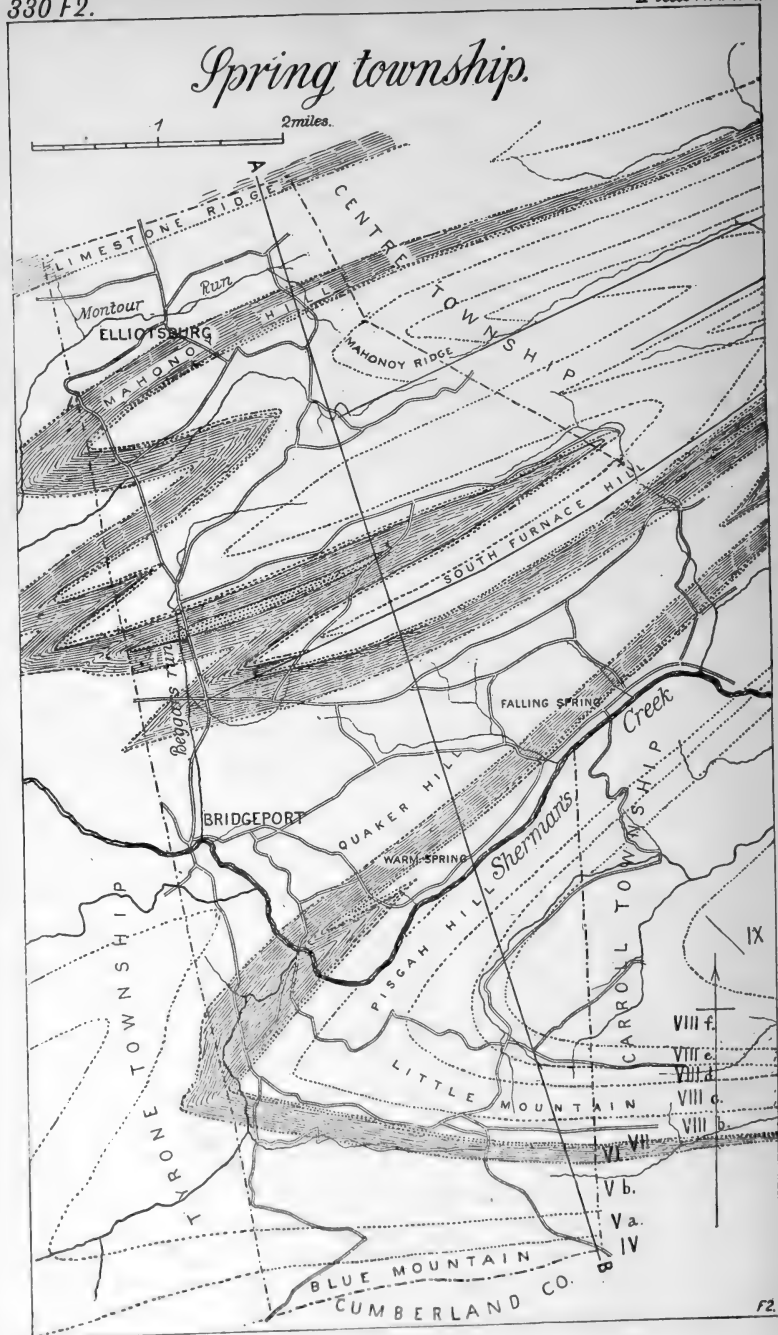 330 F2.
Spring township.
1
2 miles.
A
LIMESTONE RIDGE
CENTRE TOWNSHIP
Montour Run
ELLIOTSBURG
MAHONOY HILL
MAHONOY RIDGE
SOUTH FURNACE HILL
Beggars run
FALLING SPRING
Creek
BRIDGEPORT
QUAKER HILL
WARM SPRING
Sherman's
PISGAH HILL
CARROLL TOWNSHIP
TYRONE TOWNSHIP
IX
VIII f.
VIII e.
VIII d
LITTLE MOUNTAIN
VIII c.
VIII b.
VII
VI.
V b.
V a.
IV
B
BLUE MOUNTAIN
CUMBERLAND CO.
F2.